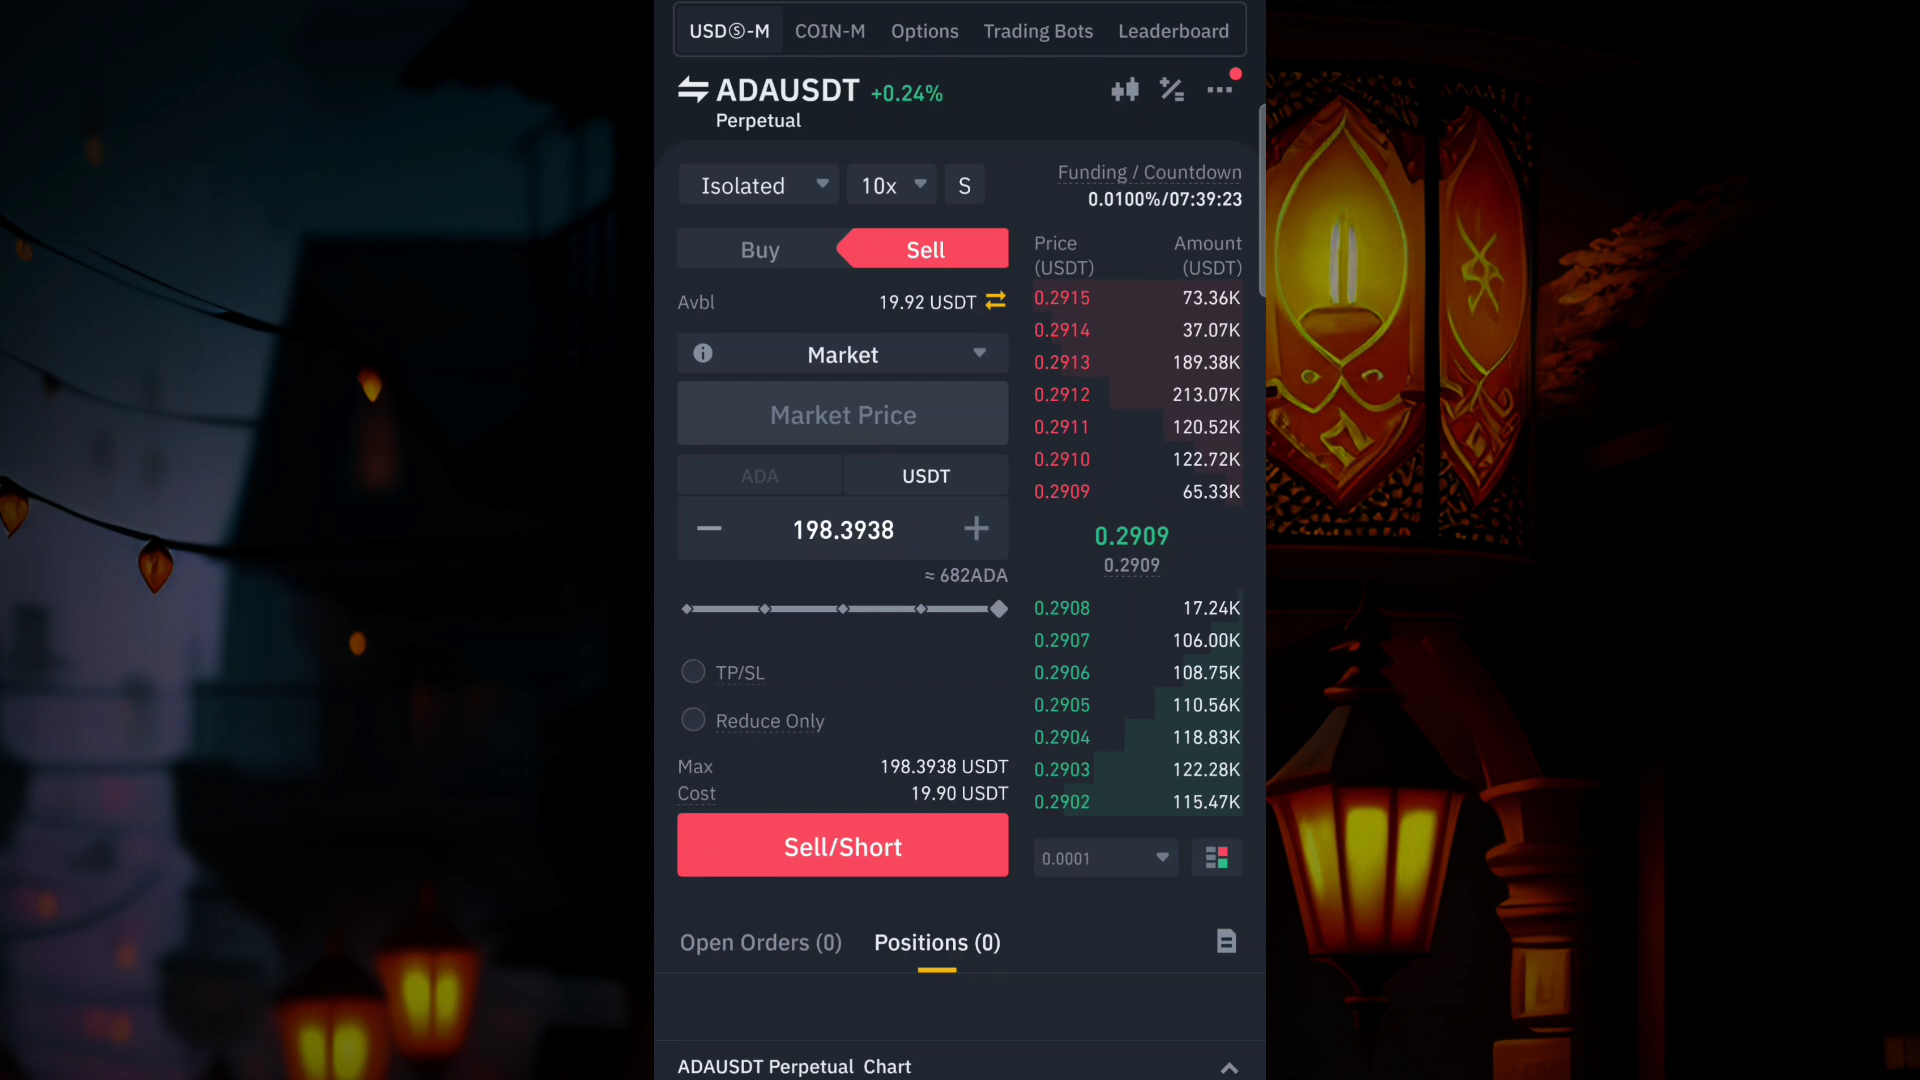 USDⓈ-M COIN-M Options Trading Bots Leaderboard
ADAUSDT +0.24%
Perpetual
Isolated 10x S
Funding / Countdown
0.0100%/07:39:23
Buy Sell
Avbl 19.92 USDT
Market
Market Price
ADA USDT
198.3938
≈ 682ADA
TP/SL
Reduce Only
Max 198.3938 USDT
Cost 19.90 USDT
Sell/Short
Price Amount
(USDT) (USDT)
0.2915 73.36K
0.2914 37.07K
0.2913 189.38K
0.2912 213.07K
0.2911 120.52K
0.2910 122.72K
0.2909 65.33K
0.2909
0.2909
0.2908 17.24K
0.2907 106.00K
0.2906 108.75K
0.2905 110.56K
0.2904 118.83K
0.2903 122.28K
0.2902 115.47K
0.0001
Open Orders (0) Positions (0)
ADAUSDT Perpetual Chart